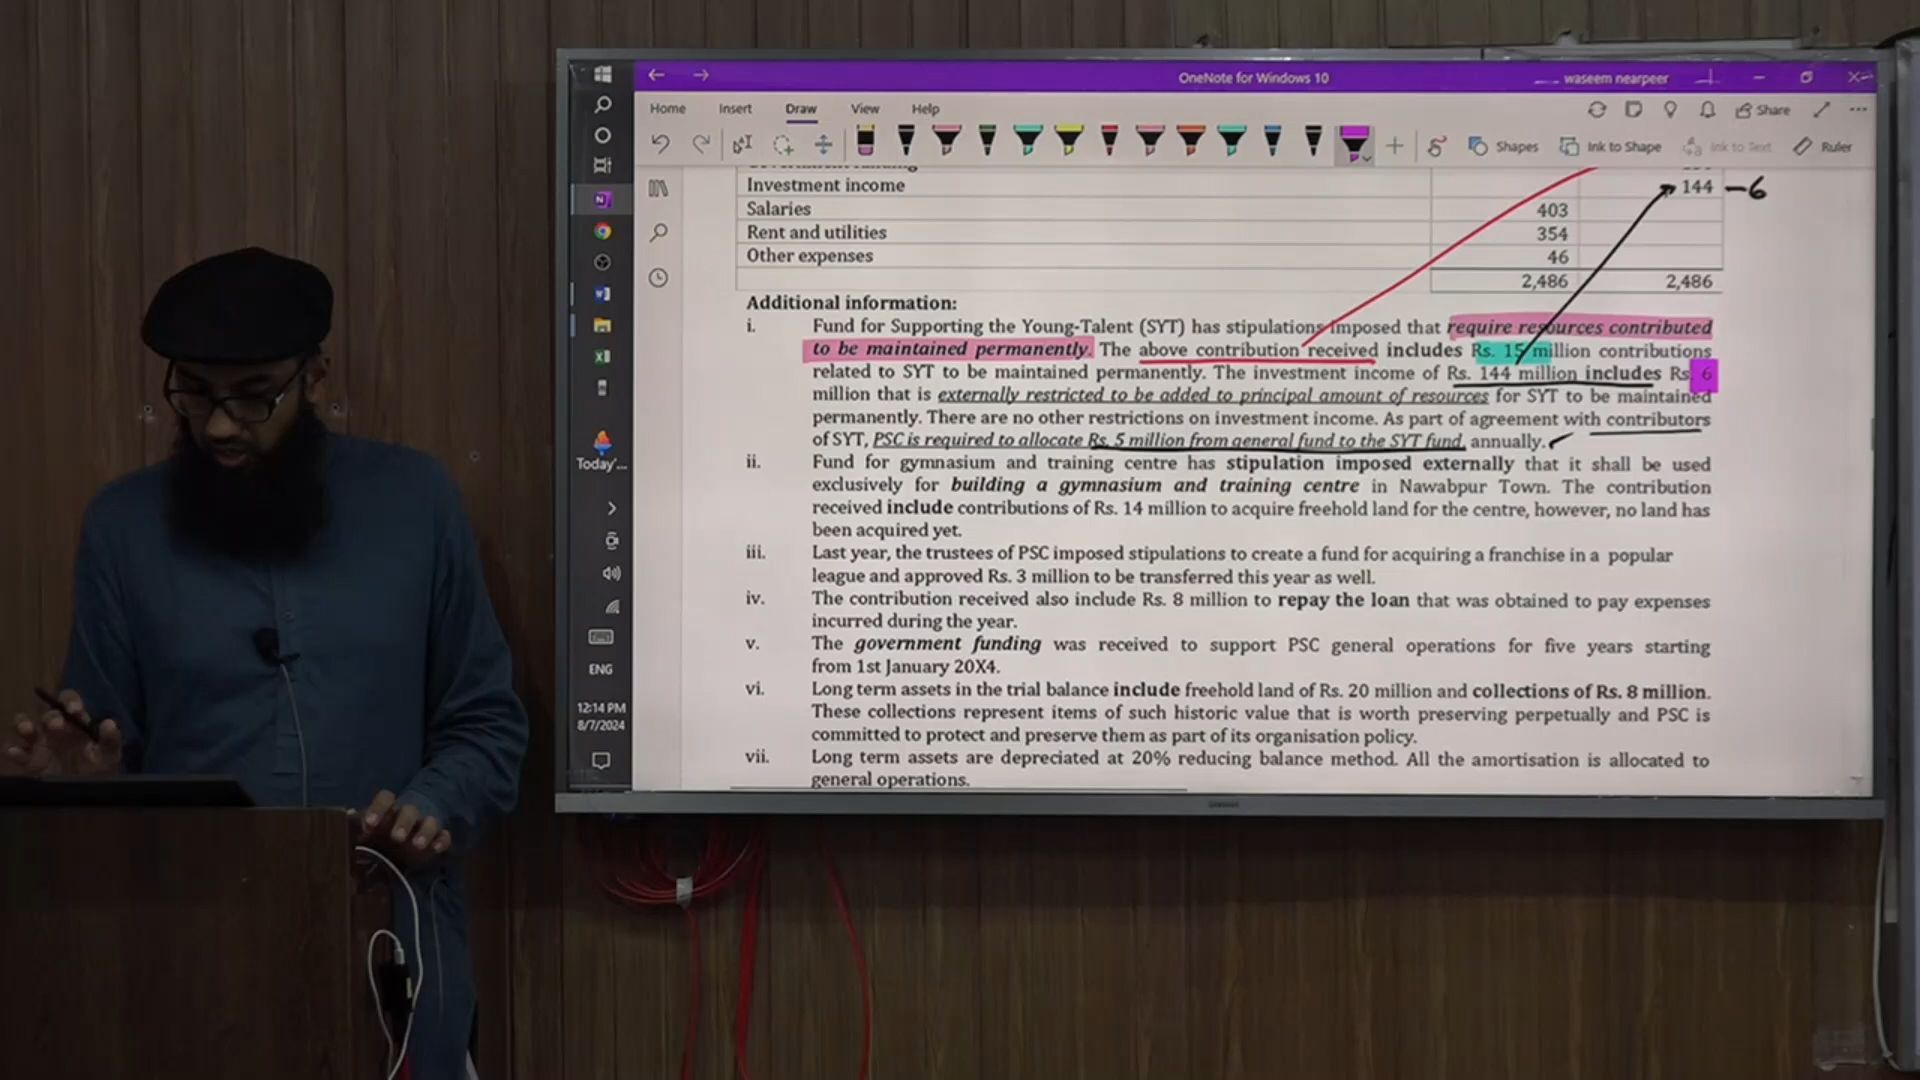 OneNote for Windows 10
waseem nearpeer
Home Insert Draw View Help
Share
Shapes Ink to Shape Ink to Text Ruler
Investment income 144 -6
Salaries 403
Rent and utilities 354
Other expenses 46
2,486 2,486
Additional information:
i. Fund for Supporting the Young-Talent (SYT) has stipulations imposed that require resources contributed
to be maintained permanently. The above contribution received includes Rs. 15 million contributions
related to SYT to be maintained permanently. The investment income of Rs. 144 million includes Rs. 6
million that is externally restricted to be added to principal amount of resources for SYT to be maintained
permanently. There are no other restrictions on investment income. As part of agreement with contributors
of SYT, PSC is required to allocate Rs. 5 million from general fund to the SYT fund, annually.
ii. Fund for gymnasium and training centre has stipulation imposed externally that it shall be used
exclusively for building a gymnasium and training centre in Nawabpur Town. The contribution
received include contributions of Rs. 14 million to acquire freehold land for the centre, however, no land has
been acquired yet.
iii. Last year, the trustees of PSC imposed stipulations to create a fund for acquiring a franchise in a popular
league and approved Rs. 3 million to be transferred this year as well.
iv. The contribution received also include Rs. 8 million to repay the loan that was obtained to pay expenses
incurred during the year.
v. The government funding was received to support PSC general operations for five years starting
from 1st January 20X4.
vi. Long term assets in the trial balance include freehold land of Rs. 20 million and collections of Rs. 8 million.
These collections represent items of such historic value that is worth preserving perpetually and PSC is
committed to protect and preserve them as part of its organisation policy.
vii. Long term assets are depreciated at 20% reducing balance method. All the amortisation is allocated to
general operations.
Today'...
ENG
12:14 PM
8/7/2024